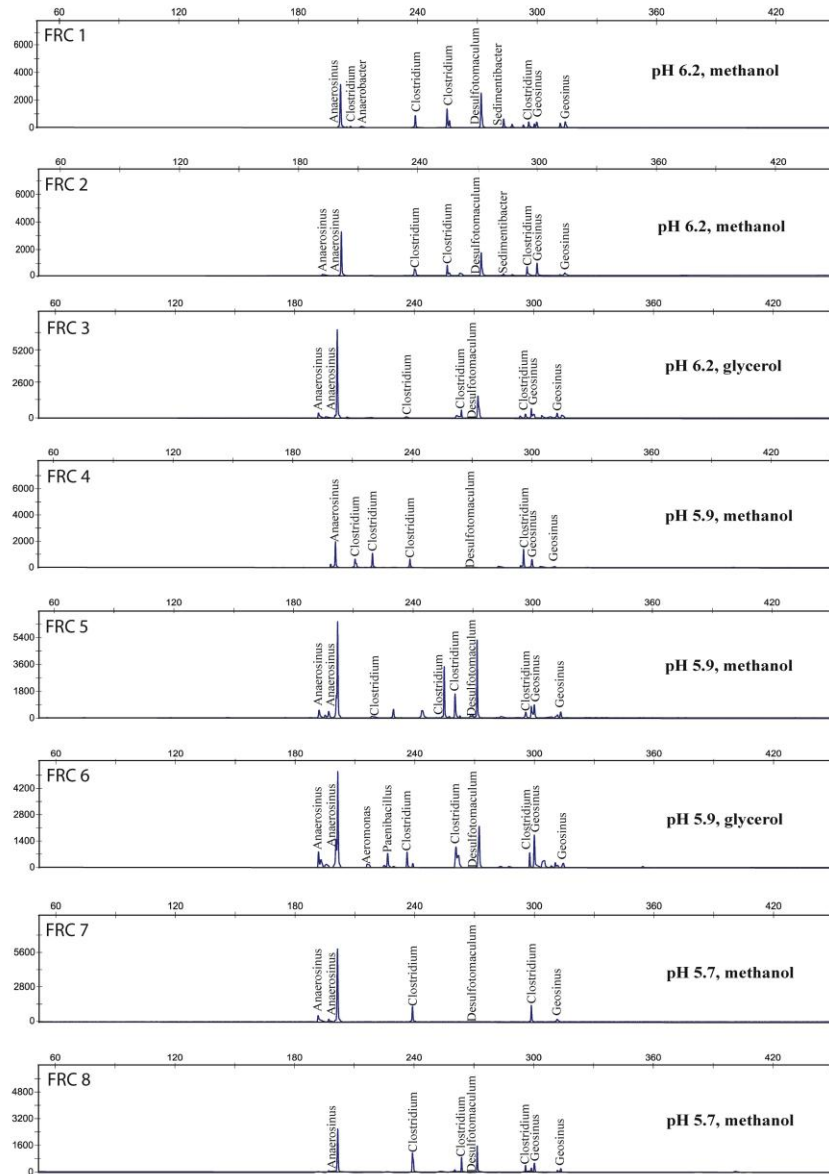 60 120 180 240 300 360 420
FRC 1
6000
4000
2000
0
Anaerosinus
Clostridium
Anaerobacter
Clostridium
Clostridium
Desulfotomaculum
Sedimentibacter
Clostridium
Geosinus
Geosinus
pH 6.2, methanol
60 120 180 240 300 360 420
FRC 2
6000
4000
2000
0
Anaerosinus
Anaerosinus
Clostridium
Clostridium
Desulfotomaculum
Sedimentibacter
Clostridium
Geosinus
Geosinus
pH 6.2, methanol
60 120 180 240 300 360 420
FRC 3
5200
2600
0
Anaerosinus
Anaerosinus
Clostridium
Clostridium
Desulfotomaculum
Clostridium
Geosinus
Geosinus
pH 6.2, glycerol
60 120 180 240 300 360 420
FRC 4
6000
4000
2000
0
Anaerosinus
Clostridium
Clostridium
Clostridium
Desulfotomaculum
Clostridium
Geosinus
Geosinus
pH 5.9, methanol
60 120 180 240 300 360 420
FRC 5
5400
3600
1800
0
Anaerosinus
Anaerosinus
Clostridium
Clostridium
Clostridium
Desulfotomaculum
Clostridium
Geosinus
Geosinus
pH 5.9, methanol
60 120 180 240 300 360 420
FRC 6
4200
2800
1400
0
Anaerosinus
Anaerosinus
Aeromonas
Paenibacillus
Clostridium
Clostridium
Desulfotomaculum
Clostridium
Geosinus
Geosinus
pH 5.9, glycerol
60 120 180 240 300 360 420
FRC 7
5600
2800
0
Anaerosinus
Anaerosinus
Clostridium
Desulfotomaculum
Clostridium
Geosinus
pH 5.7, methanol
60 120 180 240 300 360 420
FRC 8
4800
3200
1600
0
Anaerosinus
Clostridium
Clostridium
Desulfotomaculum
Clostridium
Geosinus
Geosinus
pH 5.7, methanol